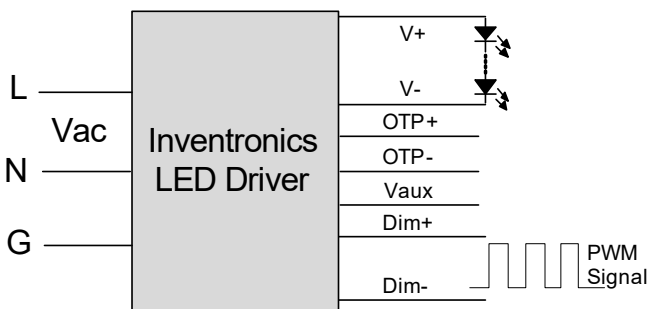 L
Vac
N
G
Inventronics
LED Driver
V+
V-
OTP+
OTP-
Vaux
Dim+
Dim-
PWM
Signal